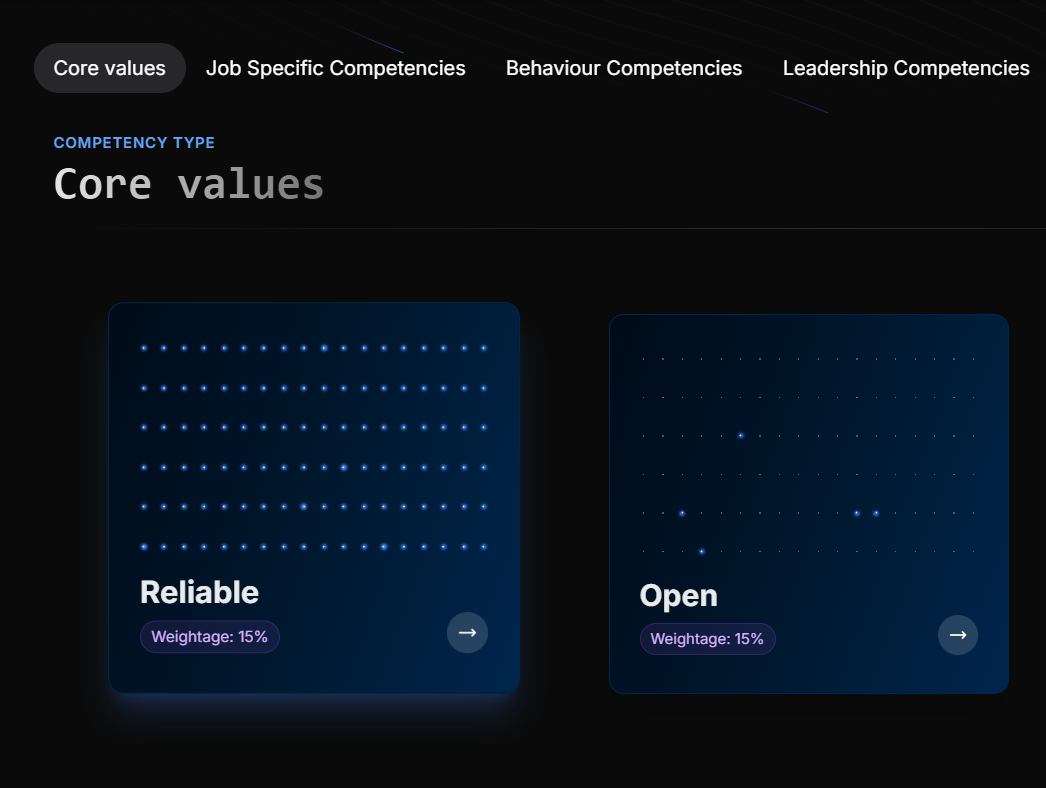 Core values Job Specific Competencies Behaviour Competencies Leadership Competencies
COMPETENCY TYPE
Core values
Reliable
Weightage: 15%
→
Open
Weightage: 15%
→